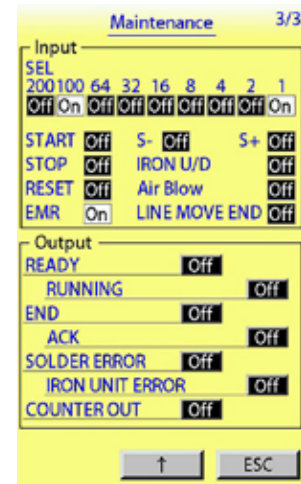 Maintenance 3/3
Input
SEL
200 100 64 32 16 8 4 2 1
Off On Off Off Off Off Off Off On
START Off S- Off S+ Off
STOP Off IRON U/D Off
RESET Off Air Blow Off
EMR On LINE MOVE END Off
Output
READY Off
RUNNING Off
END Off
ACK Off
SOLDER ERROR Off
IRON UNIT ERROR Off
COUNTER OUT Off
↑ ESC